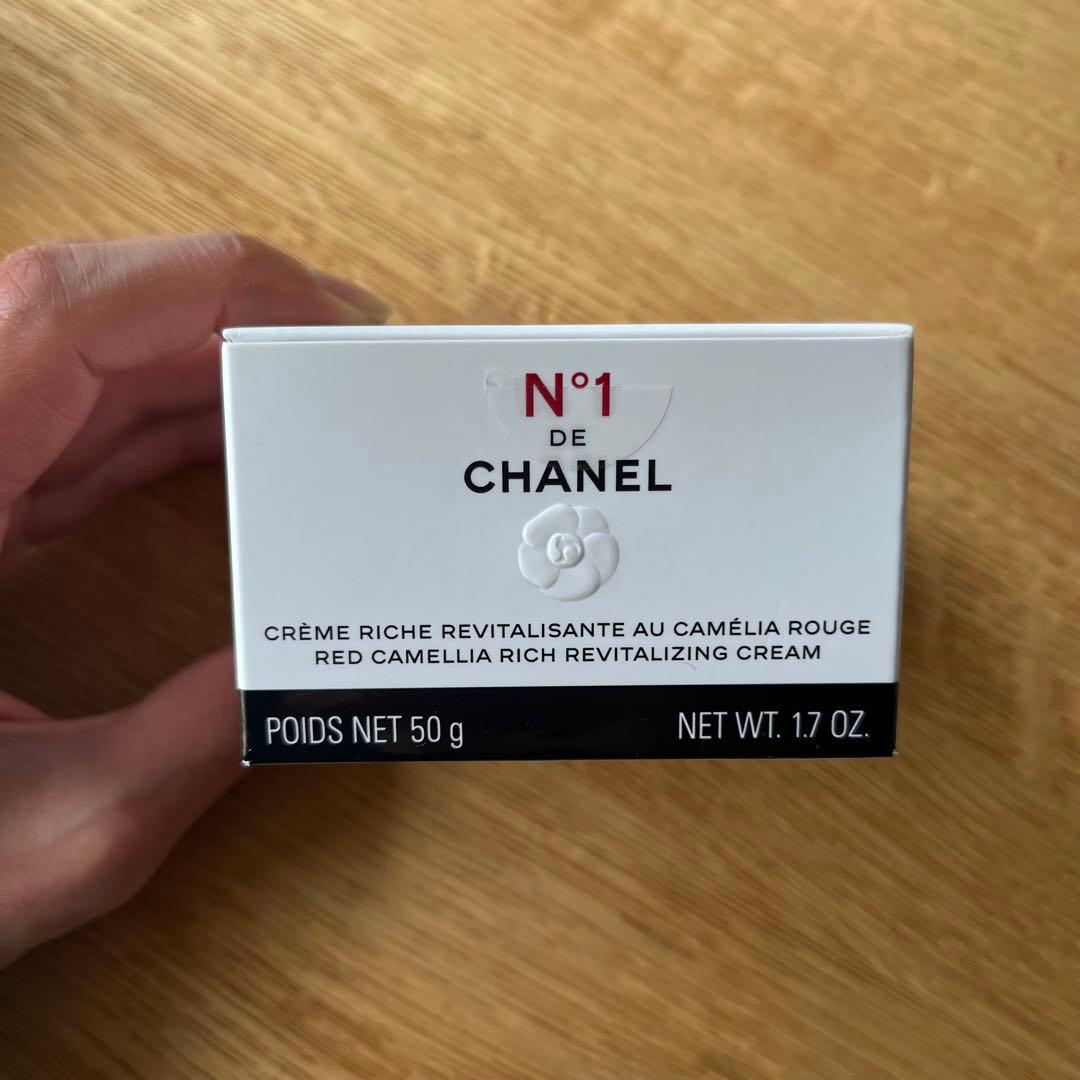 N°1
DE
CHANEL
CRÈME RICHE REVITALISANTE AU CAMÉLIA ROUGE
RED CAMELLIA RICH REVITALIZING CREAM
POIDS NET 50 g NET WT. 1.7 OZ.